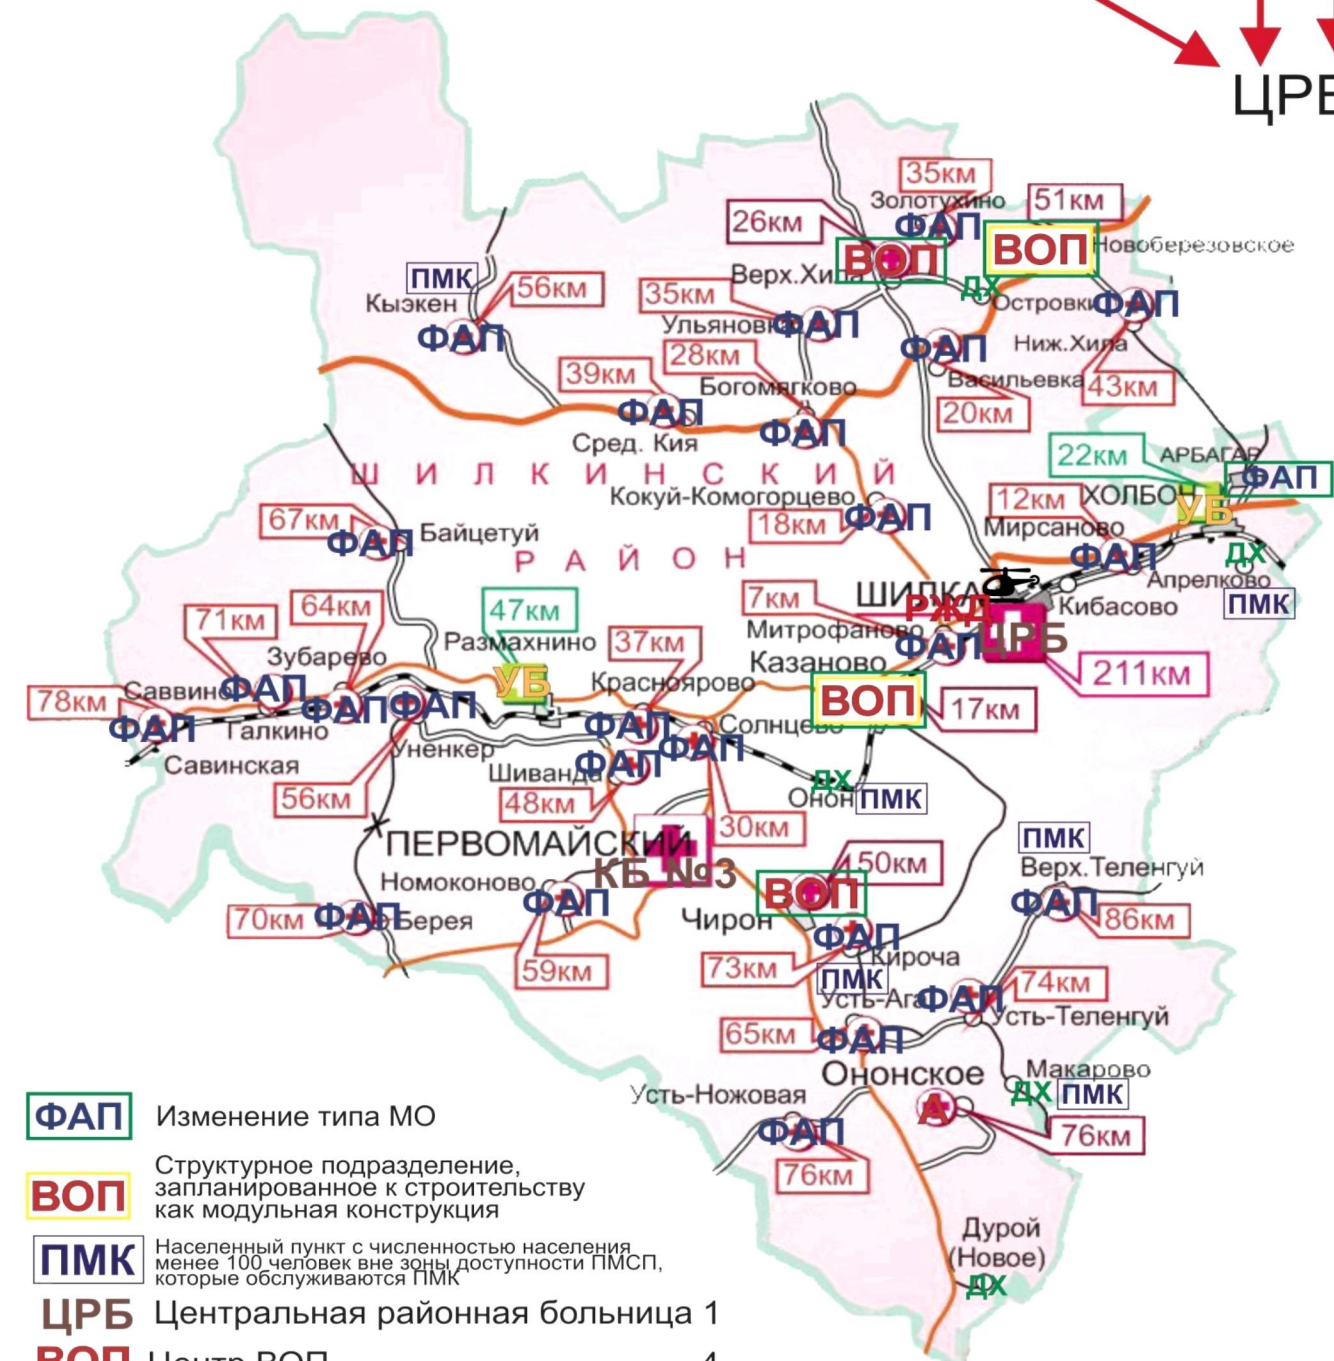 ЦРБ
35км
Золотухино
ФАП
51км
26км
ВОП
ВОП
Новоберезовское
Верх.Хила
ДХ
Островки
ФАП
ПМК
Кыэкен
56км
ФАП
35км
Ульяновка
ФАП
Ниж.Хила
28км
ФАП
39км
Богомягково
Васильевка
43км
ФАП
20км
Сред. Кия
ФАП
22км
АРБАГАР
ФАП
ШИЛКИНСКИЙ
Кокуй-Комогорцево
12км
ХОЛБОН
УБ
67км
Байцетуй
ФАП
18км
ФАП
Мирсаново
ФАП
ДХ
РАЙОН
Апрелково
ПМК
ШИЛКА
Кибасово
71км
64км
47км
7км
РЖД
Размахнино
37км
Митрофаново
ФАП
ЦРБ
Зубарево
Казаново
211км
78км
Саввино
ФАП
УБ
Красноярово
ВОП
17км
ФАП
ФАП
ФАП
Галкино
ФАП
Солнцево
Савинская
Уненкер
ФАП
Шиванда
ФАП
ДХ
56км
48км
Онон
ПМК
30км
ПЕРВОМАЙСКИЙ
ПМК
КБ №3
50км
Верх.Теленгуй
Номоконово
ВОП
ФАП
ФАП
70км
ФАП
Берея
Чирон
86км
ФАП
59км
73км
Кироча
ПМК
74км
Усть-Ага
ФАП
65км
ФАП
Усть-Теленгуй
Ононское
Макарово
Усть-Ножовая
ДХ
ПМК
А
ФАП
76км
76км
Дурой
(Новое)
ДХ
ФАП Изменение типа МО
Структурное подразделение,
ВОП запланированное к строительству
как модульная конструкция
Населенный пункт с численностью населения
ПМК менее 100 человек вне зоны доступности ПМСП,
которые обслуживаются ПМК
ЦРБ Центральная районная больница 1
ВОП Центр ВОП 4